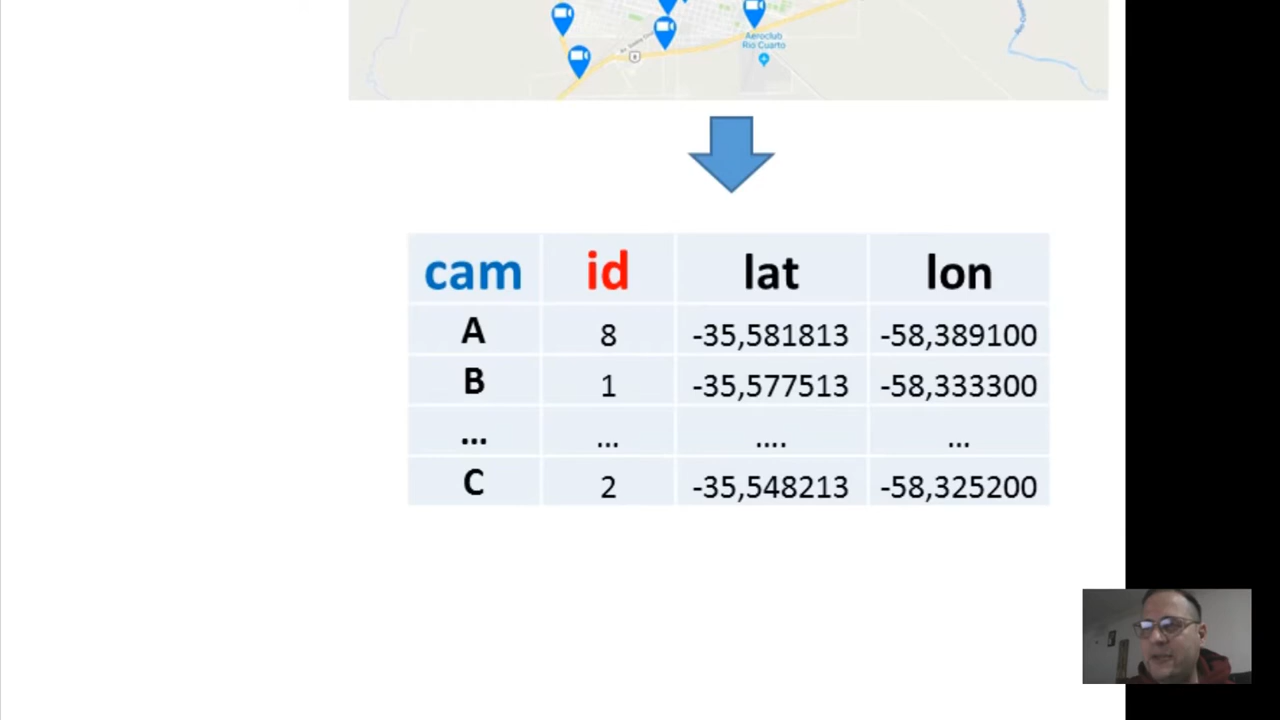 Aeroclub
Rio Cuarto
8
cam id lat lon
A 8 -35,581813 -58,389100
B 1 -35,577513 -58,333300
... ... .... ...
C 2 -35,548213 -58,325200